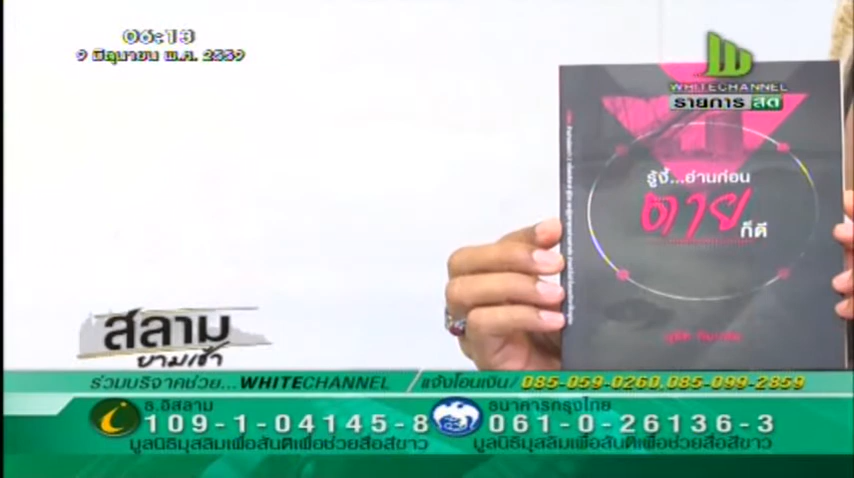 06:13
9 มิถุนายน พ.ศ. 2559
WHITECHANNEL
รายการ สด
รู้งี้...อ่านก่อน
ตาย
ก็ดี
สลาม
ยามเช้า
ร่วมบริจาคช่วย... WHITECHANNEL / แจ้งโอนเงิน / 085-059-0260,085-099-2859
ธ.อิสลาม
109-1-04145-8
มูลนิธิมุสลิมเพื่อสันติเพื่อช่วยสื่อสีขาว
ธนาคารกรุงไทย
061-0-26136-3
มูลนิธิมุสลิมเพื่อสันติเพื่อช่วยสื่อสีขาว